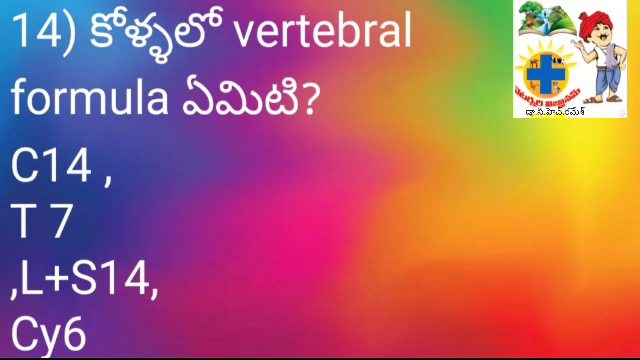 14) కోళ్ళలో vertebral
formula ఏమిటి?
C14 ,
T 7
,L+S14,
Cy6